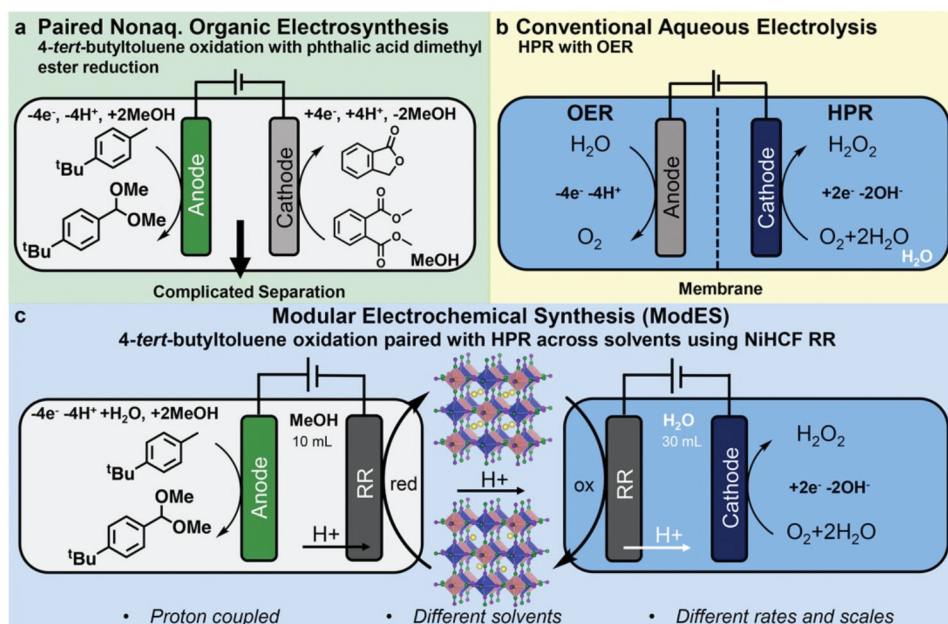 a Paired Nonaq. Organic Electrosynthesis
4-tert-butyltoluene oxidation with phthalic acid dimethyl
ester reduction
-4e⁻, -4H⁺, +2MeOH
+4e⁻, +4H⁺, -2MeOH
ᵗBu
Anode
Cathode
O
O
OMe
OMe
ᵗBu
O
O
O
O
MeOH
Complicated Separation
b Conventional Aqueous Electrolysis
HPR with OER
OER
HPR
H₂O
H₂O₂
-4e⁻ -4H⁺
Anode
Cathode
+2e⁻ -2OH⁻
O₂
O₂+2H₂O
H₂O
Membrane
c Modular Electrochemical Synthesis (ModES)
4-tert-butyltoluene oxidation paired with HPR across solvents using NiHCF RR
-4e⁻ -4H⁺ +H₂O, +2MeOH
MeOH
10 mL
ᵗBu
OMe
OMe
ᵗBu
Anode
H+
RR
red
H+
ox
RR
H₂O
30 mL
H+
Cathode
H₂O₂
+2e⁻ -2OH⁻
O₂+2H₂O
• Proton coupled • Different solvents • Different rates and scales